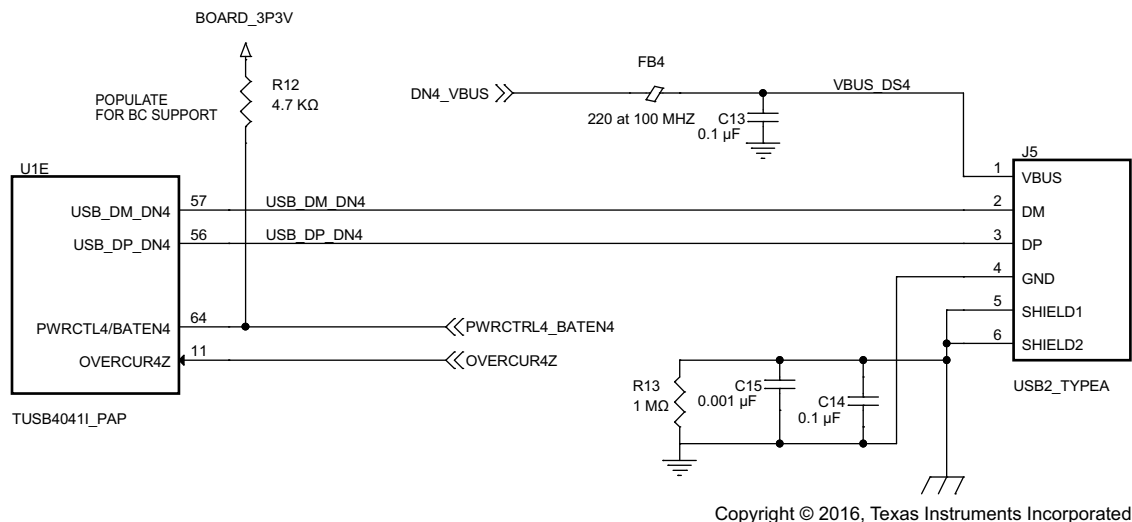 BOARD_3P3V
R12
4.7 KΩ
POPULATE
FOR BC SUPPORT
FB4
DN4_VBUS
220 at 100 MHZ
VBUS_DS4
C13
0.1 µF
U1E
J5
1
VBUS
USB_DM_DN4
57
USB_DM_DN4
2
DM
USB_DP_DN4
56
USB_DP_DN4
3
DP
4
GND
PWRCTL4/BATEN4
64
PWRCTRL4_BATEN4
5
SHIELD1
OVERCUR4Z
11
OVERCUR4Z
6
SHIELD2
R13
1 MΩ
C15
0.001 µF
C14
0.1 µF
USB2_TYPEA
TUSB4041I_PAP
Copyright © 2016, Texas Instruments Incorporated